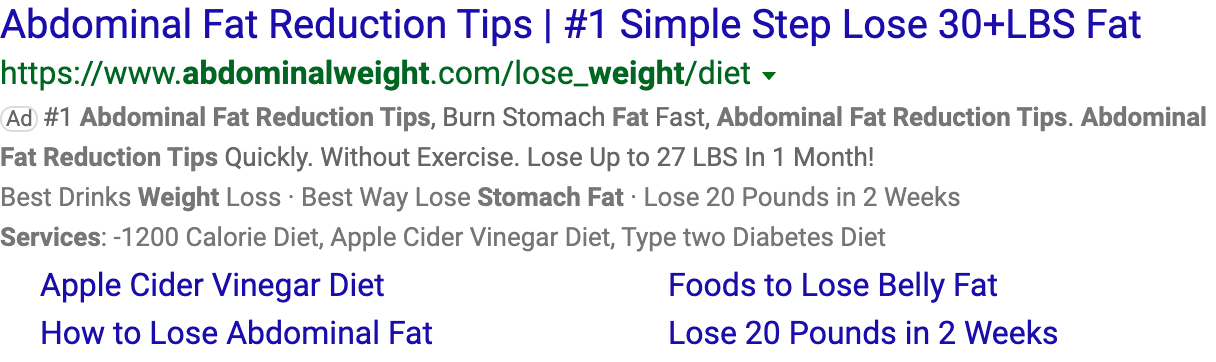 Abdominal Fat Reduction Tips | #1 Simple Step Lose 30+LBS Fat
https://www.abdominalweight.com/lose_weight/diet
Ad #1 Abdominal Fat Reduction Tips, Burn Stomach Fat Fast, Abdominal Fat Reduction Tips. Abdominal
Fat Reduction Tips Quickly. Without Exercise. Lose Up to 27 LBS In 1 Month!
Best Drinks Weight Loss · Best Way Lose Stomach Fat · Lose 20 Pounds in 2 Weeks
Services: -1200 Calorie Diet, Apple Cider Vinegar Diet, Type two Diabetes Diet
Apple Cider Vinegar Diet
Foods to Lose Belly Fat
How to Lose Abdominal Fat
Lose 20 Pounds in 2 Weeks